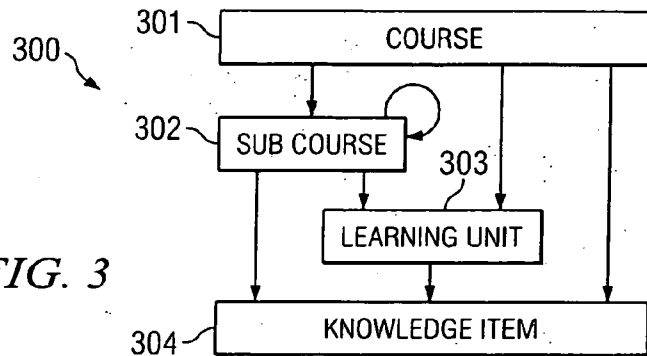 301
COURSE
300
302
SUB COURSE
303
LEARNING UNIT
FIG. 3
304
KNOWLEDGE ITEM